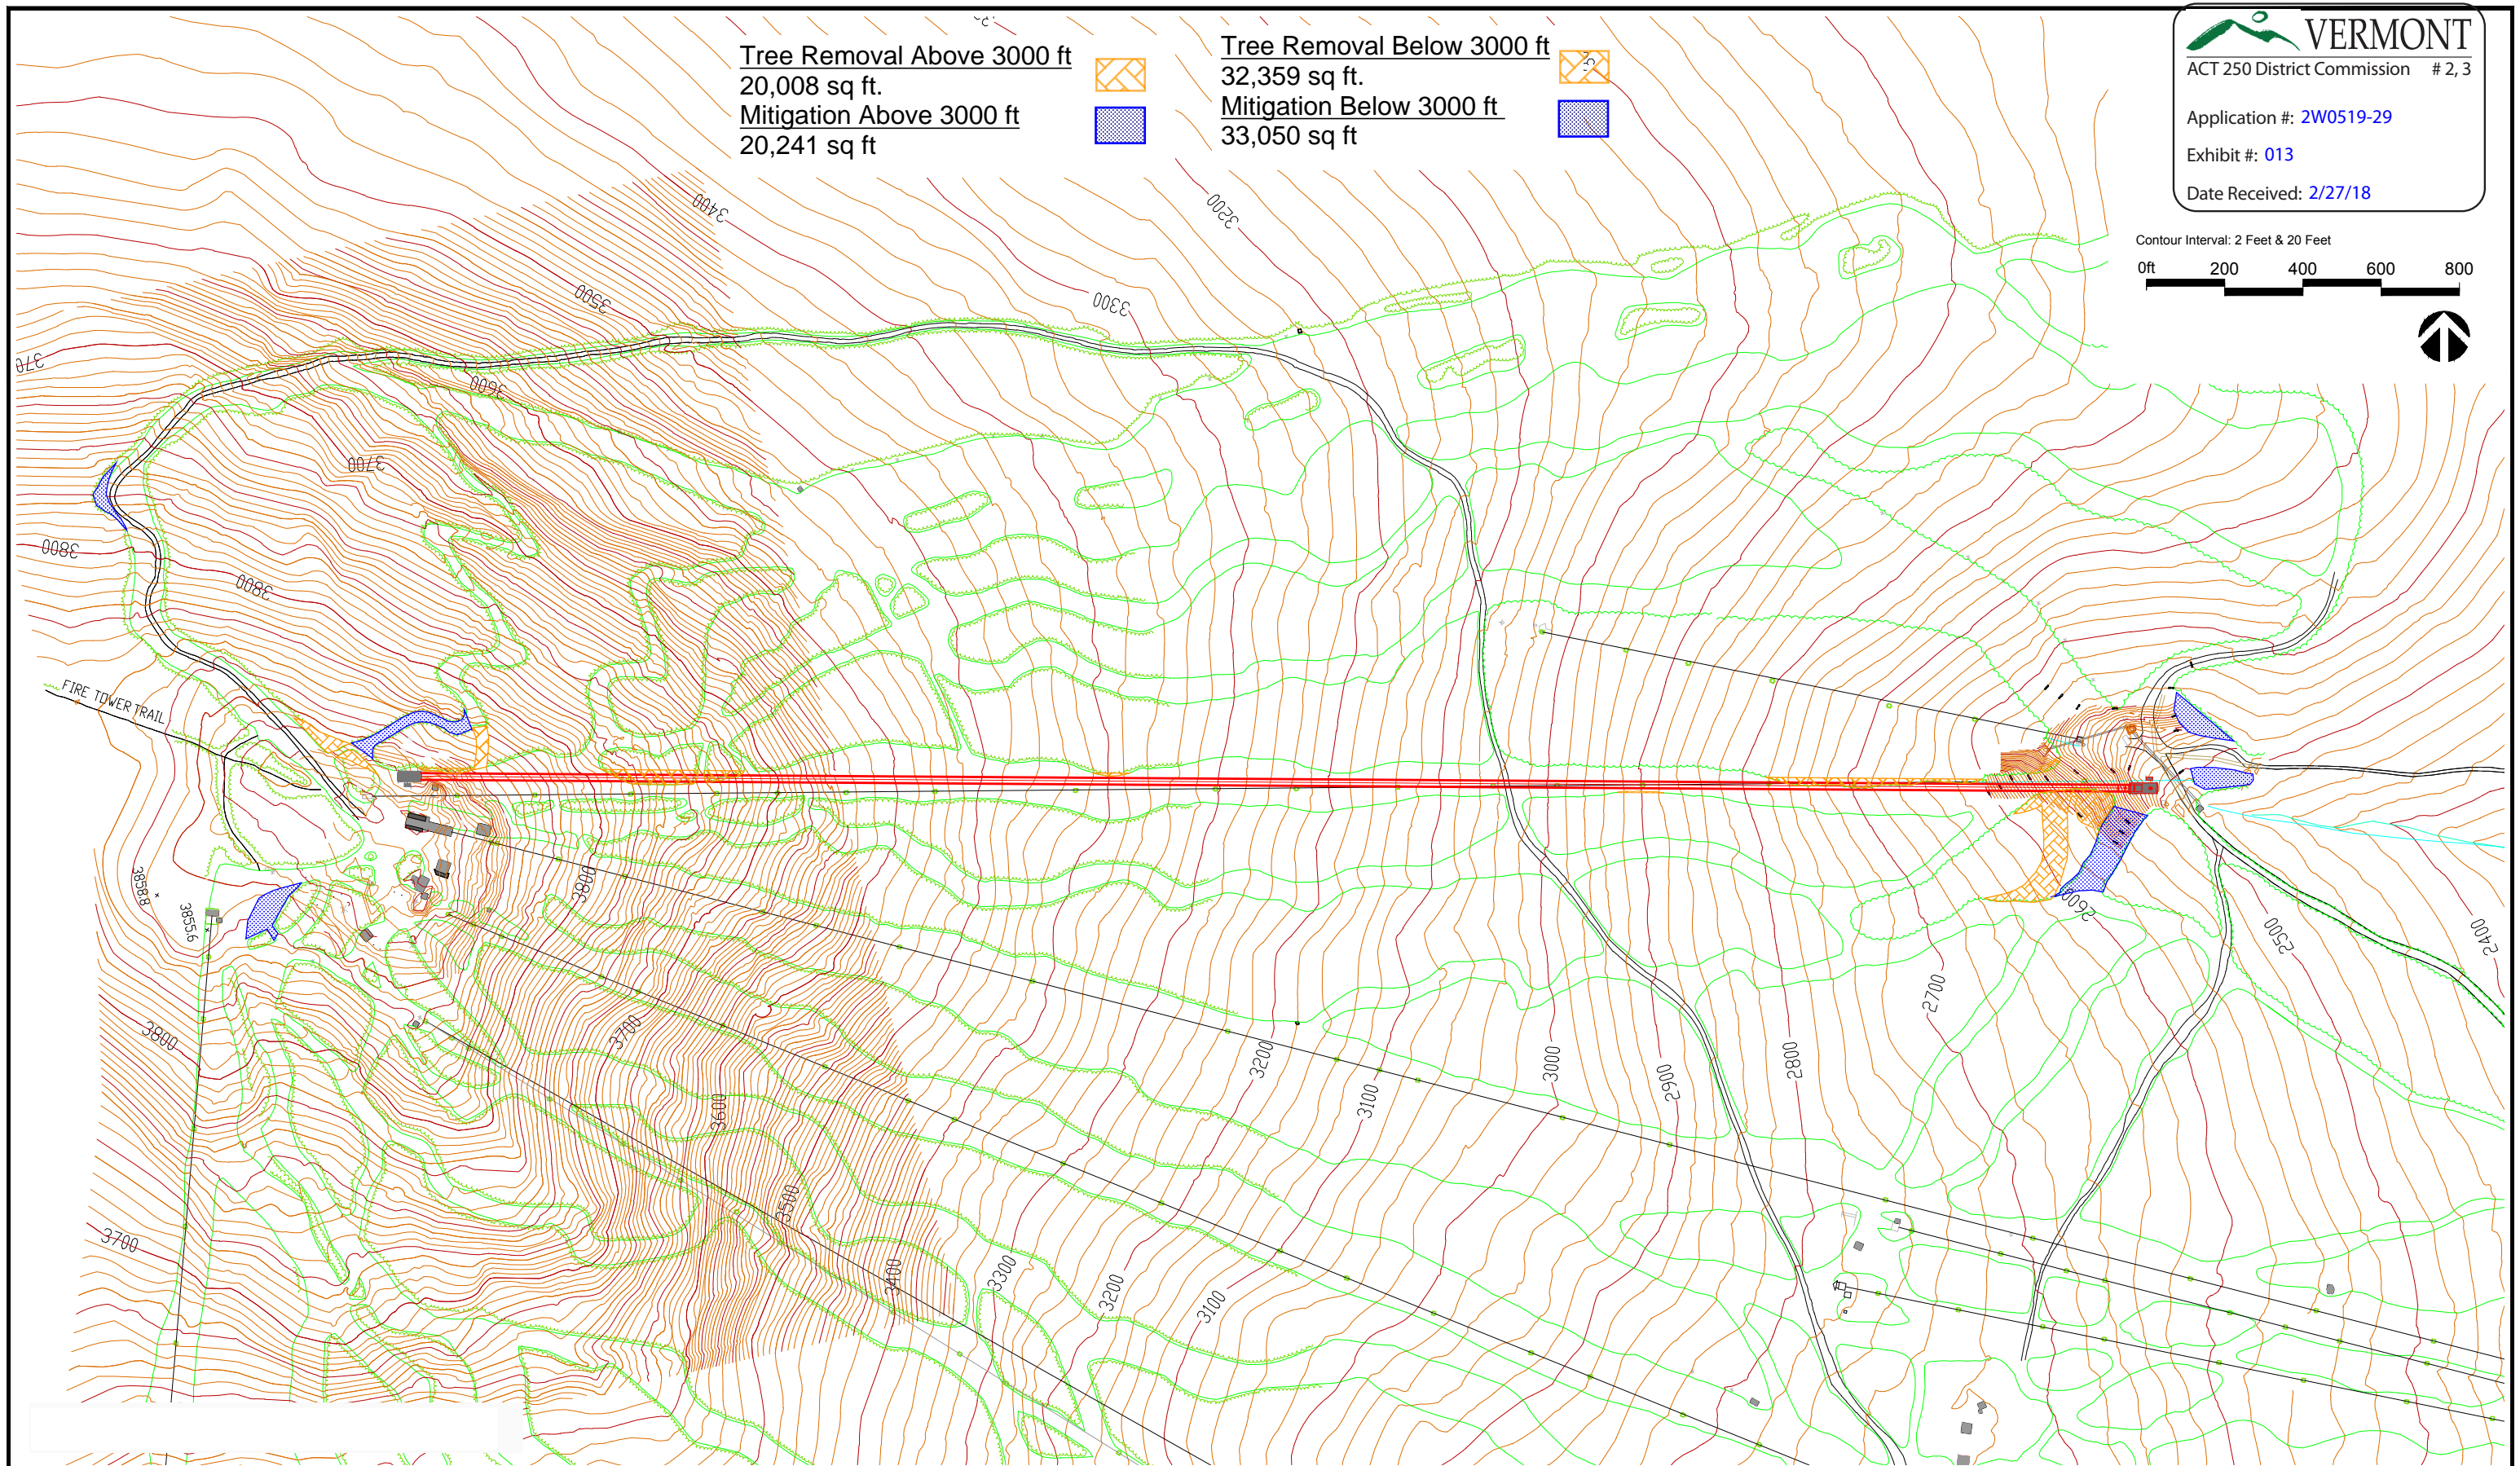 Tree Removal Above 3000 ft
20,008 sq ft.
Mitigation Above 3000 ft
20,241 sq ft
Tree Removal Below 3000 ft
32,359 sq ft.
Mitigation Below 3000 ft
33,050 sq ft
VERMONT
ACT 250 District Commission # 2, 3
Application #: 2W0519-29
Exhibit #: 013
Date Received: 2/27/18
Contour Interval: 2 Feet & 20 Feet
0ft 200 400 600 800
3400
3200
3500
3300
370
3600
3700
3800
3800
FIRE TOWER TRAIL
3858.8
3855.6
3800
2600
2500
2400
2700
3800
3700
3200
3000
2900
2800
3100
3600
3500
3700
3400
3300
3200
3100